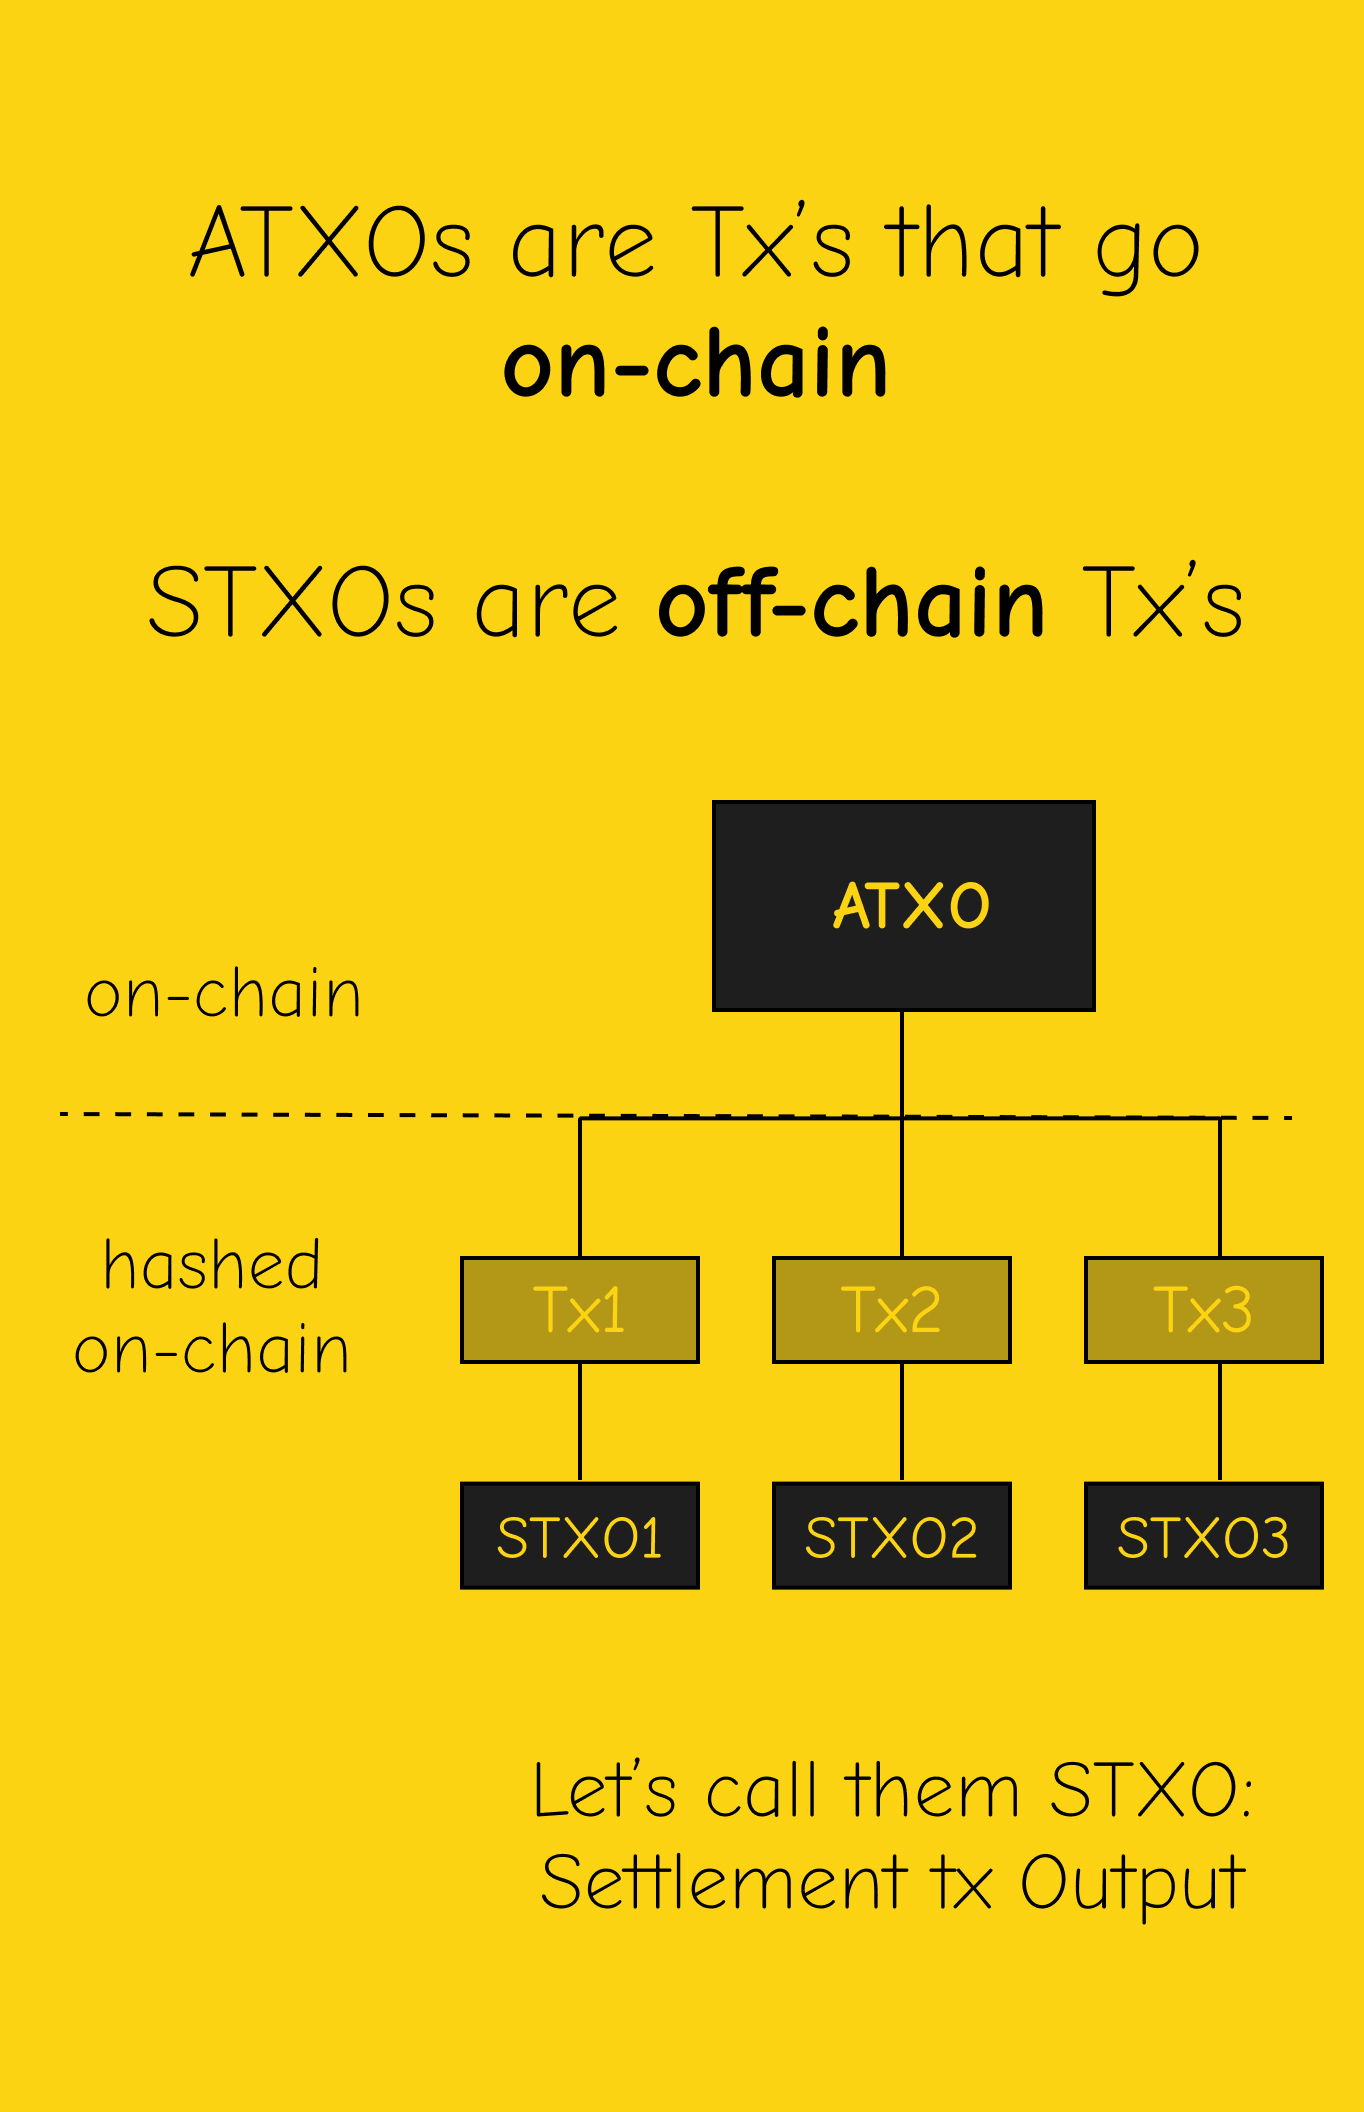 ATXOs are Tx's that go
on-chain
STXOs are off-chain Tx's
ATXO
on-chain
hashed
on-chain
Tx1 Tx2 Tx3
STXO1 STXO2 STXO3
Let's call them STXO:
Settlement tx Output